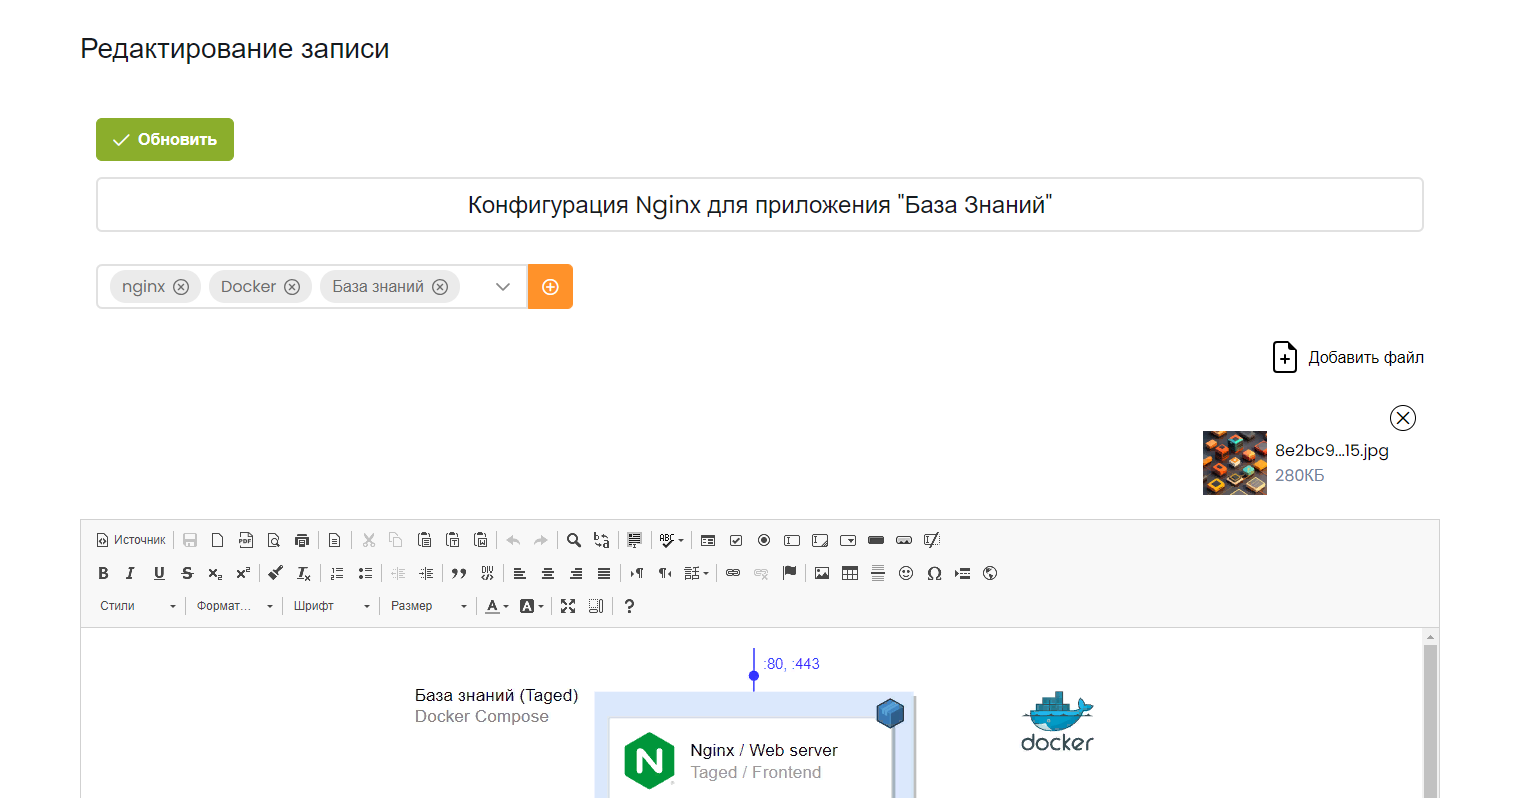 Редактирование записи
Обновить
Конфигурация Nginx для приложения "База Знаний"
nginx Docker База знаний
Добавить файл
8e2bc9...15.jpg
280КБ
Источник
Стили Формат... Шрифт Размер
:80, :443
База знаний (Taged)
Docker Compose
docker
Nginx / Web server
Taged / Frontend